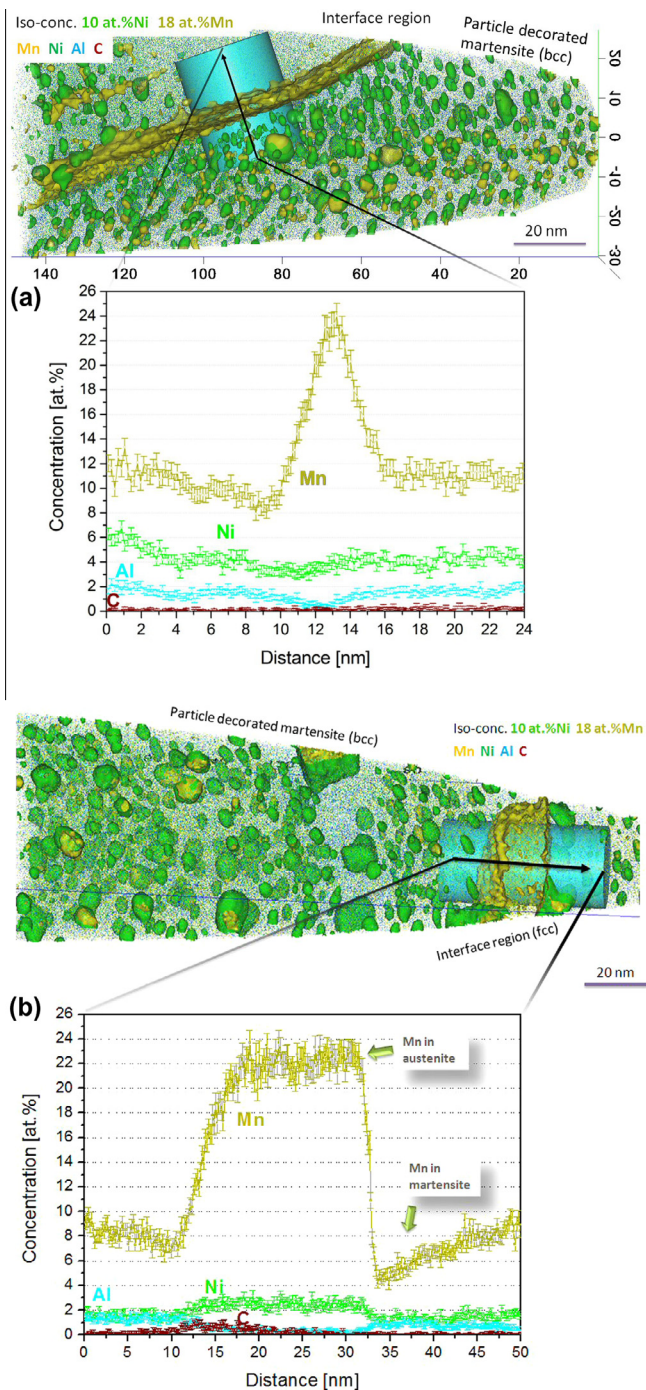 Iso-conc. 10 at.%Ni 18 at.%Mn
Mn Ni Al C
Interface region
Particle decorated
martensite (bcc)
20
10
0
-10
-20
-30
20 nm
140 120 100 80 60 40 20
(a)
26
24
22
20
18
16
14
12
10
8
6
4
2
0
Concentration [at.%]
Mn
Ni
Al
C
0 2 4 6 8 10 12 14 16 18 20 22 24
Distance [nm]
Particle decorated martensite (bcc)
Iso-conc. 10 at.%Ni 18 at.%Mn
Mn Ni Al C
Interface region (fcc)
20 nm
(b)
26
24
22
20
18
16
14
12
10
8
6
4
2
0
Concentration [at.%]
Mn in
austenite
Mn
Mn in
martensite
Al
Ni
C
0 5 10 15 20 25 30 35 40 45 50
Distance [nm]